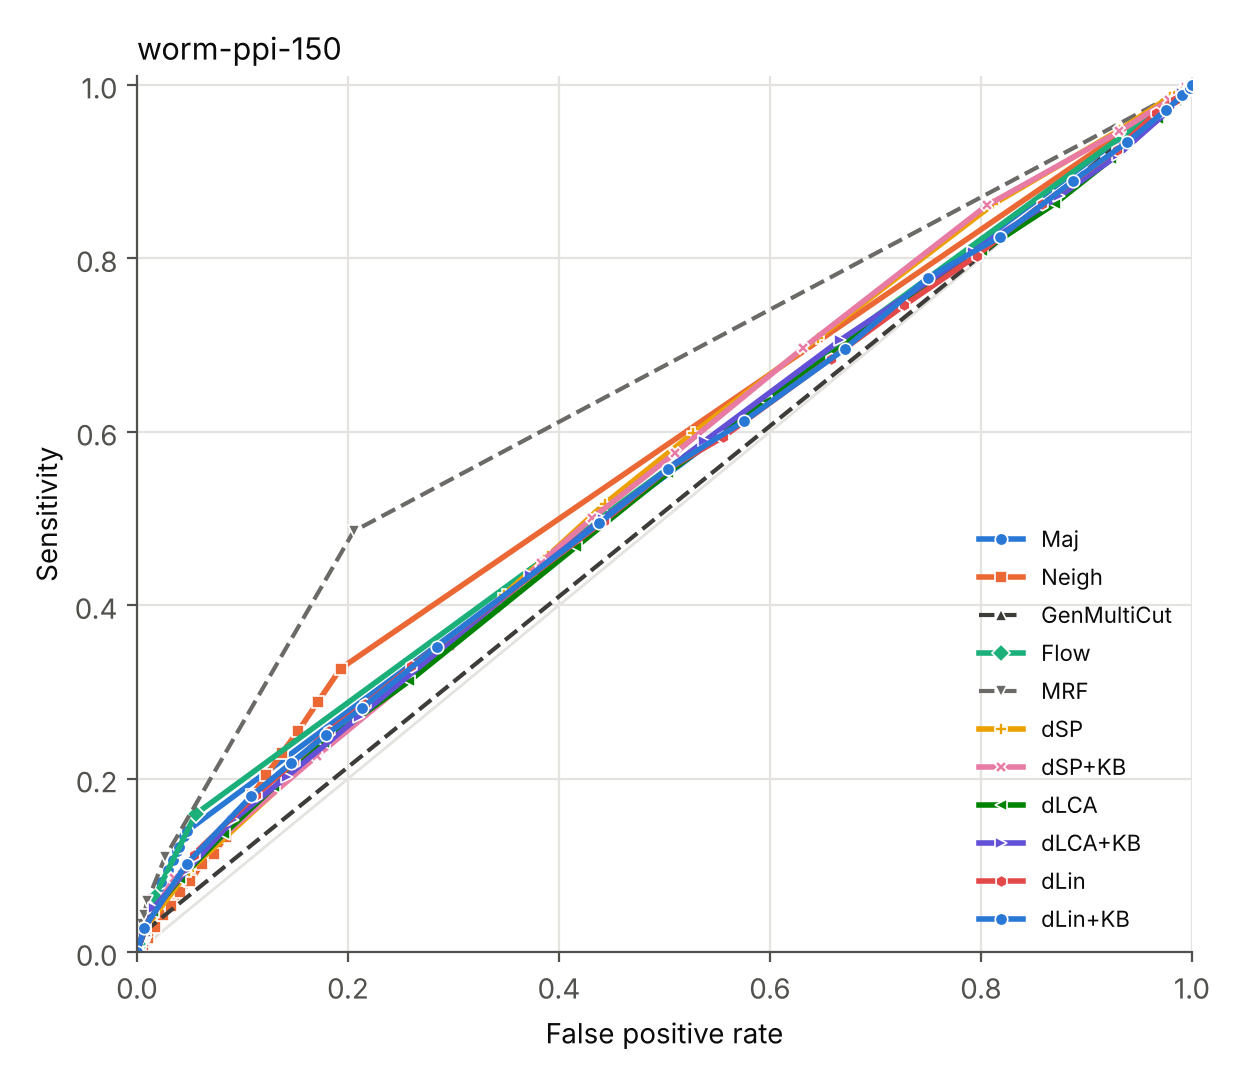 worm-ppi-150
1.0
0.8
0.6
0.4
0.2
0.0
Sensitivity
0.0 0.2 0.4 0.6 0.8 1.0
False positive rate
Maj
Neigh
GenMultiCut
Flow
MRF
dSP
dSP+KB
dLCA
dLCA+KB
dLin
dLin+KB